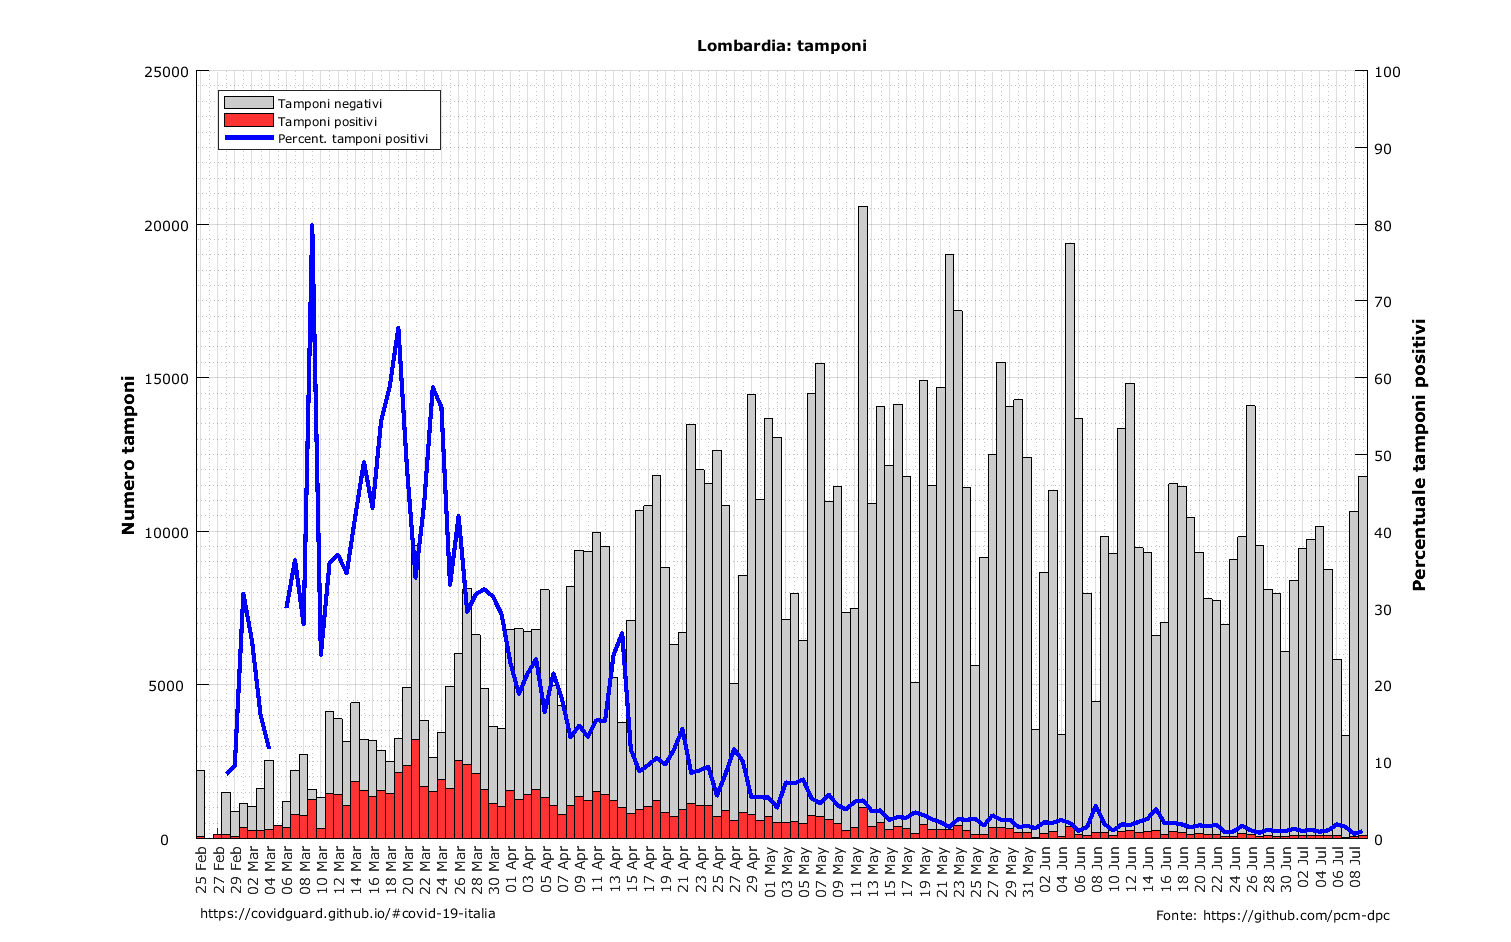 Lombardia: tamponi
Tamponi negativi
Tamponi positivi
Percent. tamponi positivi
Numero tamponi
25000
20000
15000
10000
5000
0
100
90
80
70
60
50
40
30
20
10
0
Percentuale tamponi positivi
25 Feb
27 Feb
29 Feb
02 Mar
04 Mar
06 Mar
08 Mar
10 Mar
12 Mar
14 Mar
16 Mar
18 Mar
20 Mar
22 Mar
24 Mar
26 Mar
28 Mar
30 Mar
01 Apr
03 Apr
05 Apr
07 Apr
09 Apr
11 Apr
13 Apr
15 Apr
17 Apr
19 Apr
21 Apr
23 Apr
25 Apr
27 Apr
29 Apr
01 May
03 May
05 May
07 May
09 May
11 May
13 May
15 May
17 May
19 May
21 May
23 May
25 May
27 May
29 May
31 May
02 Jun
04 Jun
06 Jun
08 Jun
10 Jun
12 Jun
14 Jun
16 Jun
18 Jun
20 Jun
22 Jun
24 Jun
26 Jun
28 Jun
30 Jun
02 Jul
04 Jul
06 Jul
08 Jul
https://covidguard.github.io/#covid-19-italia
Fonte: https://github.com/pcm-dpc